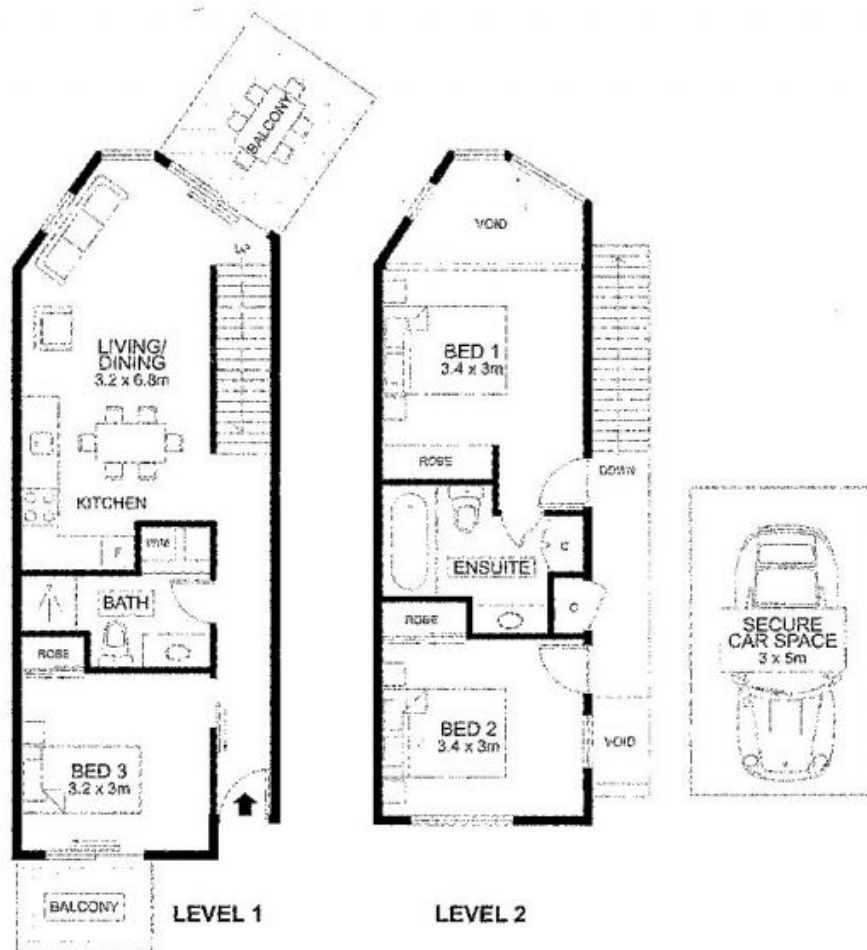 BALCONY
LIVING/
DINING
3.2 x 6.8m
KITCHEN
F
BATH
ROBE
BED 3
3.2 x 3m
BALCONY
LEVEL 1
VOID
BED 1
3.4 x 3m
ROBE
DOWN
ENSUITE
C
C
ROBE
BED 2
3.4 x 3m
VOID
LEVEL 2
SECURE
CAR SPACE
3 x 5m